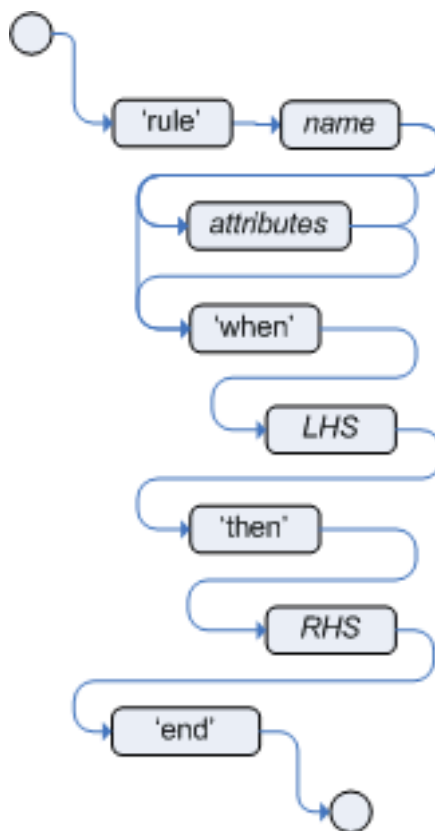 ‘rule’ name
attributes
‘when’
LHS
‘then’
RHS
‘end’